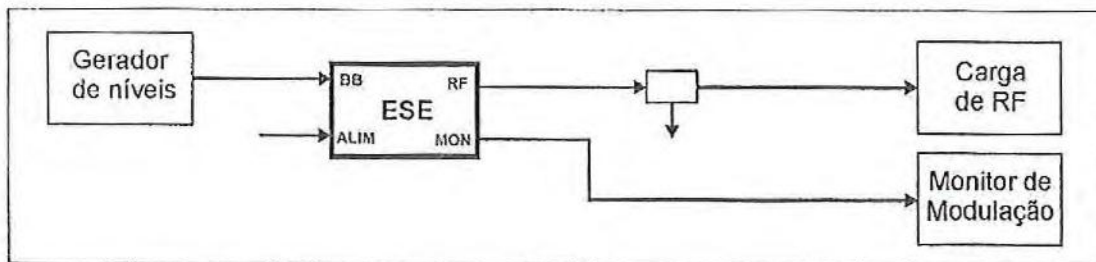 Gerador
de níveis
BB
RF
ESE
ALIM
MON
Carga
de RF
Monitor de
Modulação